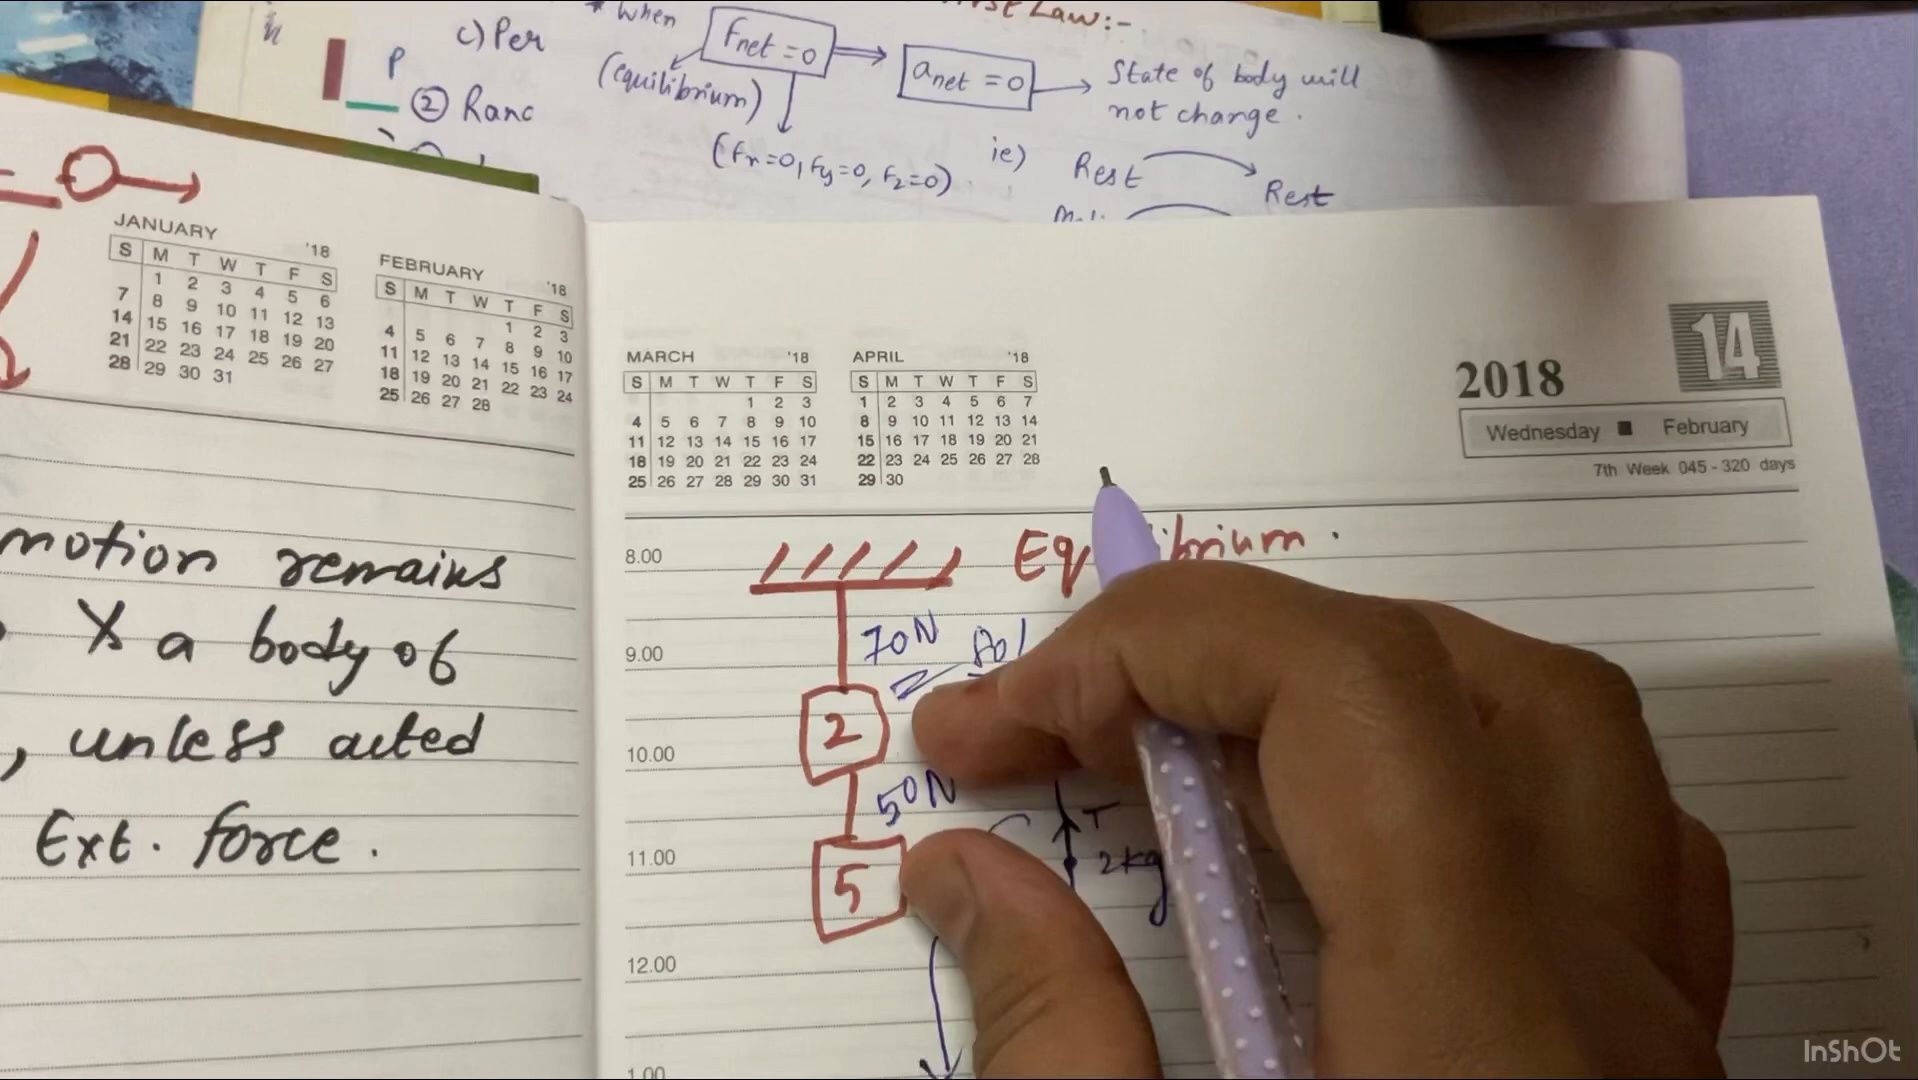 First Law:-
* When Fnet = 0 ⇒ anet = 0 → State of body will
not change.
(equilibrium)
(Fx=0, Fy=0, Fz=0)
ie) Rest Rest
c) Per
P
② Ranc
JANUARY '18
S M T W T F S
1 2 3 4 5 6
7 8 9 10 11 12 13
14 15 16 17 18 19 20
21 22 23 24 25 26 27
28 29 30 31
FEBRUARY '18
S M T W T F S
1 2 3
4 5 6 7 8 9 10
11 12 13 14 15 16 17
18 19 20 21 22 23 24
25 26 27 28
motion remains
X a body of
, unless acted
Ext. force.
MARCH '18
S M T W T F S
1 2 3
4 5 6 7 8 9 10
11 12 13 14 15 16 17
18 19 20 21 22 23 24
25 26 27 28 29 30 31
APRIL '18
S M T W T F S
1 2 3 4 5 6 7
8 9 10 11 12 13 14
15 16 17 18 19 20 21
22 23 24 25 26 27 28
29 30
14
2018
Wednesday ■ February
7th Week 045 - 320 days
8.00
9.00
10.00
11.00
12.00
1.00
70N
2
50N
5
T
2kg
InShOt